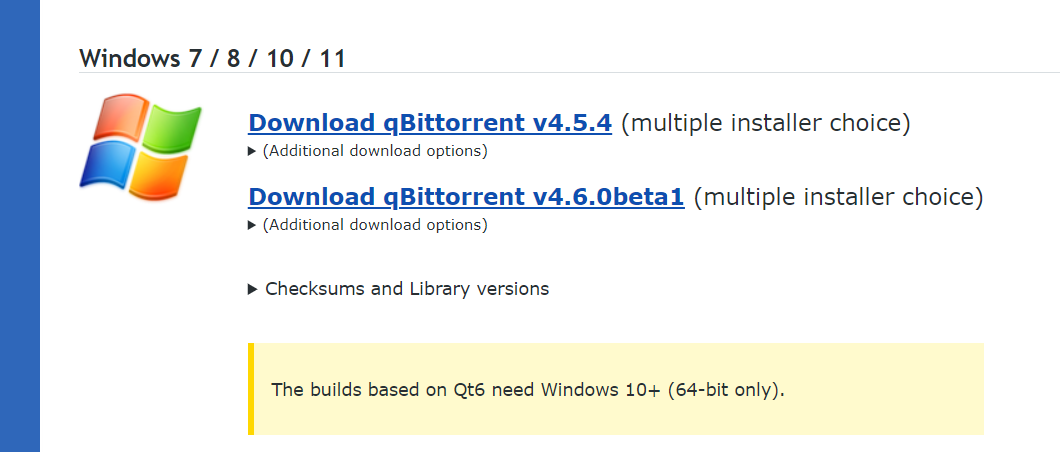 Windows 7 / 8 / 10 / 11
Download qBittorrent v4.5.4 (multiple installer choice)
▶ (Additional download options)
Download qBittorrent v4.6.0beta1 (multiple installer choice)
▶ (Additional download options)
▶ Checksums and Library versions
The builds based on Qt6 need Windows 10+ (64-bit only).